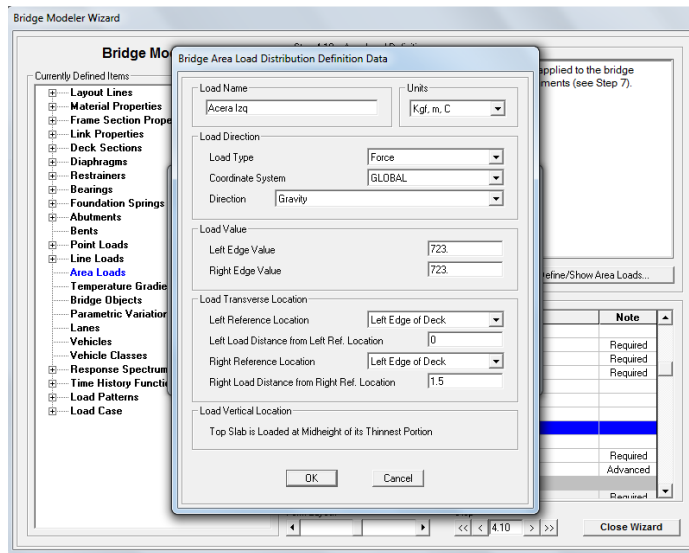 Bridge Modeler Wizard
Bridge Mo
Bridge Area Load Distribution Definition Data
Currently Defined Items
Layout Lines
Material Properties
Frame Section Prope
Link Properties
Deck Sections
Diaphragms
Restrainers
Bearings
Foundation Springs
Abutments
Bents
Point Loads
Line Loads
Area Loads
Temperature Gradie
Bridge Objects
Parametric Variation
Lanes
Vehicles
Vehicle Classes
Response Spectrum
Time History Functi
Load Patterns
Load Case
Load Name
Acera Izq
Units
Kgf, m, C
Load Direction
Load Type
Force
Coordinate System
GLOBAL
Direction
Gravity
Load Value
Left Edge Value
723.
Right Edge Value
723.
Load Transverse Location
Left Reference Location
Left Edge of Deck
Left Load Distance from Left Ref. Location
0
Right Reference Location
Left Edge of Deck
Right Load Distance from Right Ref. Location
1.5
Load Vertical Location
Top Slab is Loaded at Midheight of its Thinnest Portion
OK
Cancel
applied to the bridge
ments (see Step 7).
efine/Show Area Loads...
Note
Required
Required
Required
Required
Advanced
Required
<< < 4.10 > >>
Close Wizard